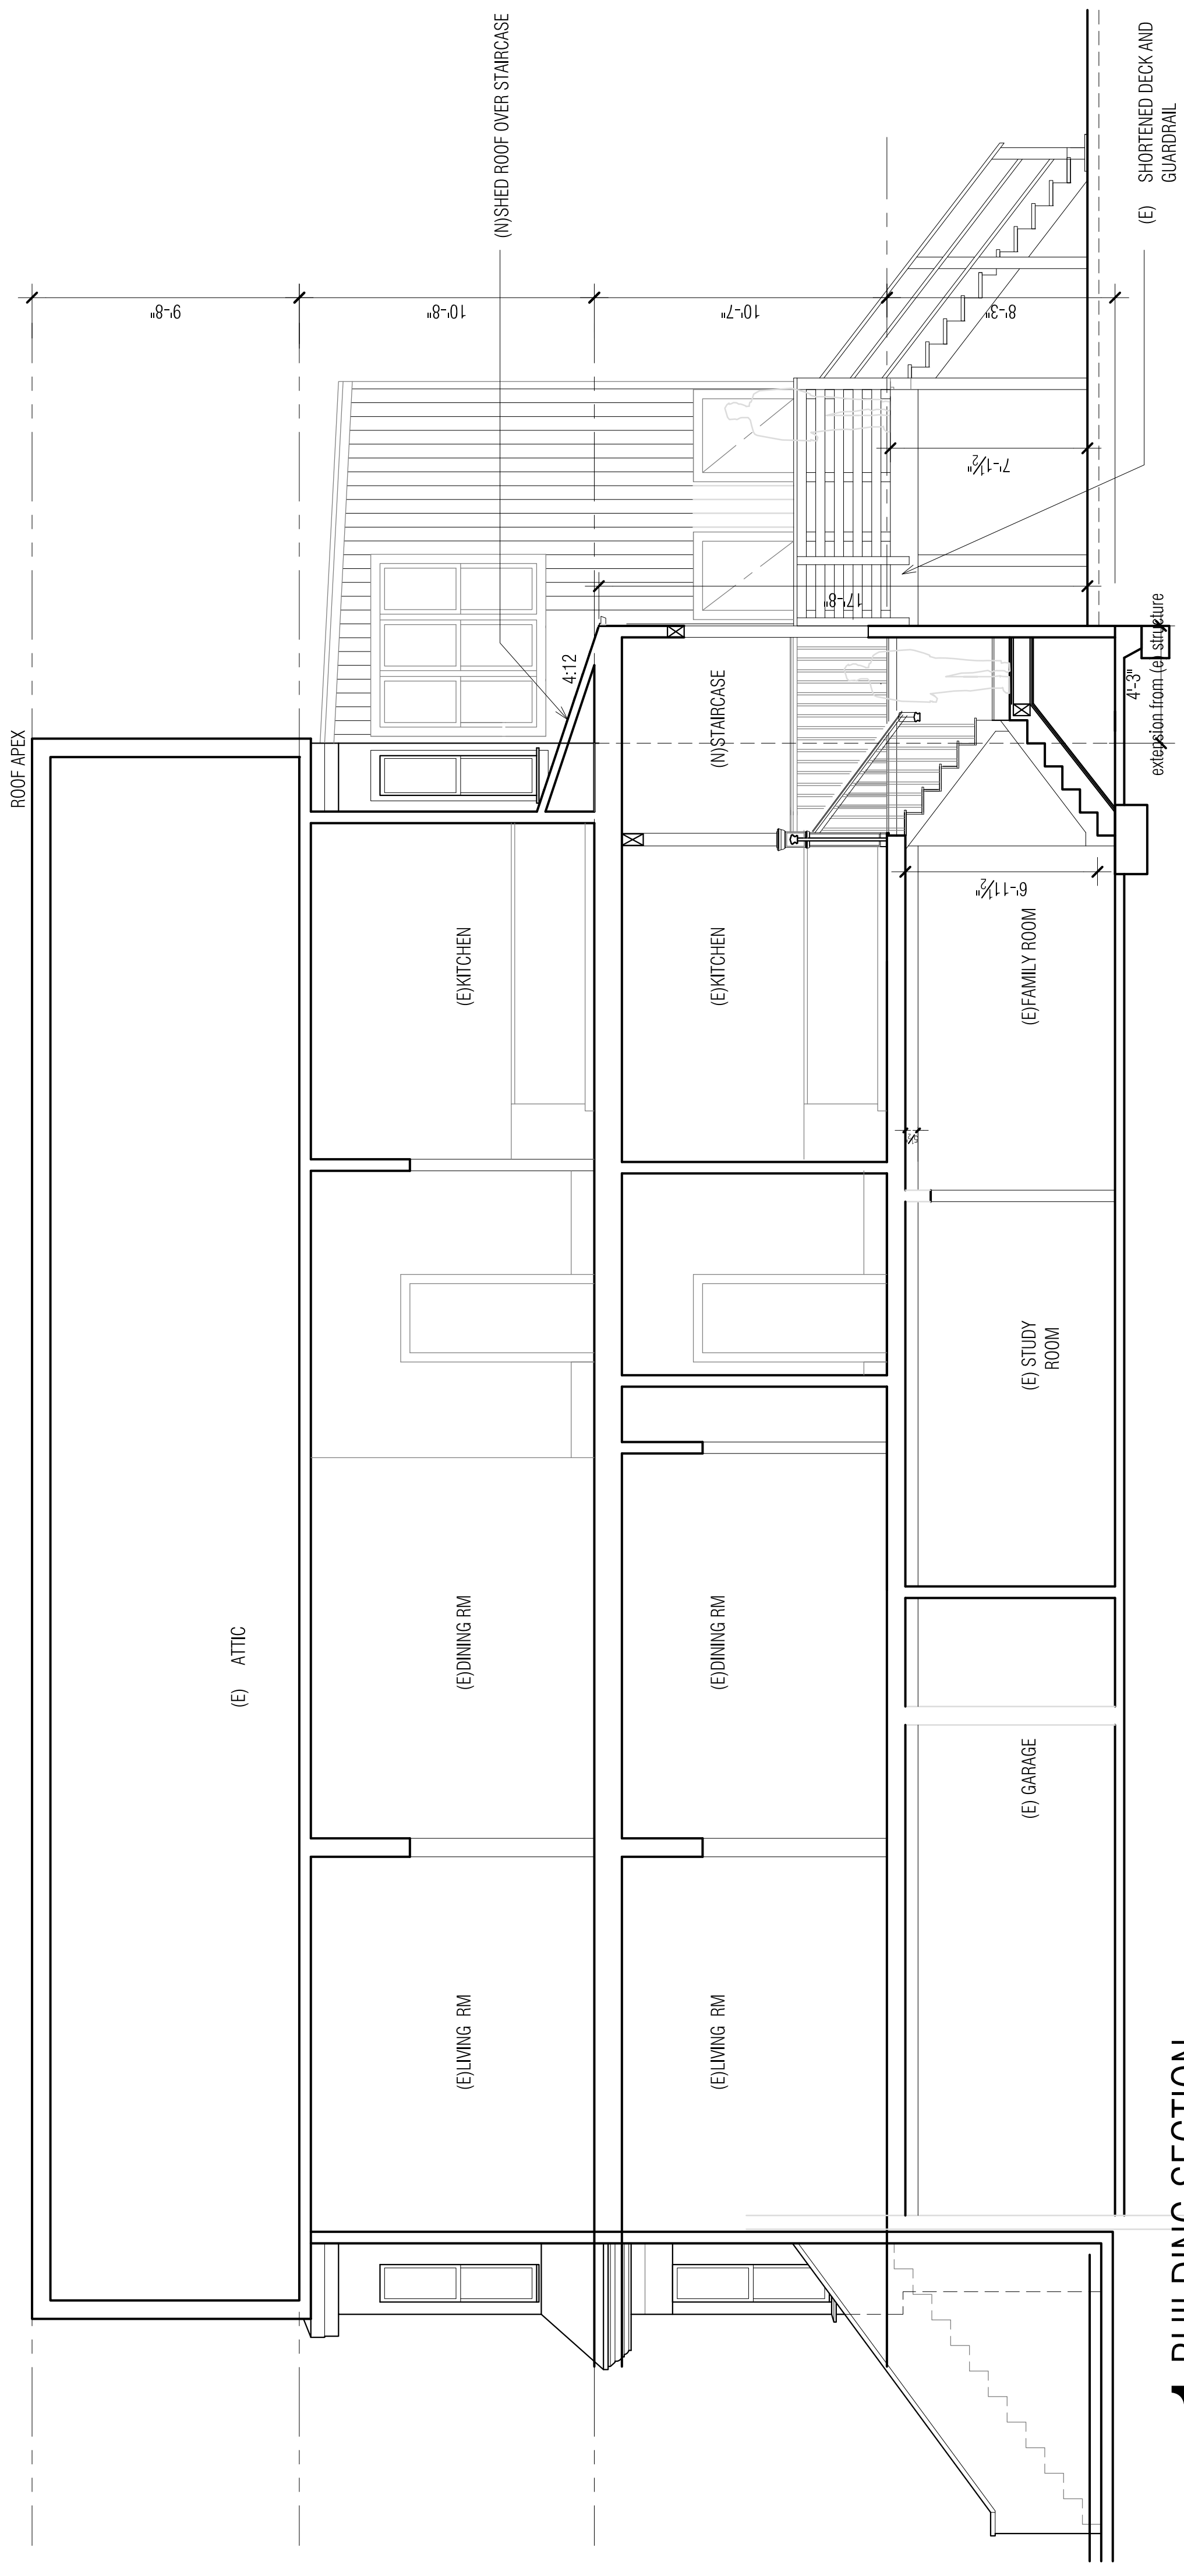 ROOF APEX
9'-8"
10'-8"
10'-7"
8'-3"
(N)SHED ROOF OVER STAIRCASE
(E) SHORTENED DECK AND
GUARDRAIL
7'-1½"
17'-8"
4:12
4'-3"
extension from (e) structure
(N)STAIRCASE
6'-11½"
(E) ATTIC
(E)LIVING RM
(E)DINING RM
(E)KITCHEN
(E)LIVING RM
(E)DINING RM
(E)KITCHEN
(E) GARAGE
(E) STUDY
ROOM
(E)FAMILY ROOM
BUILDING SECTION